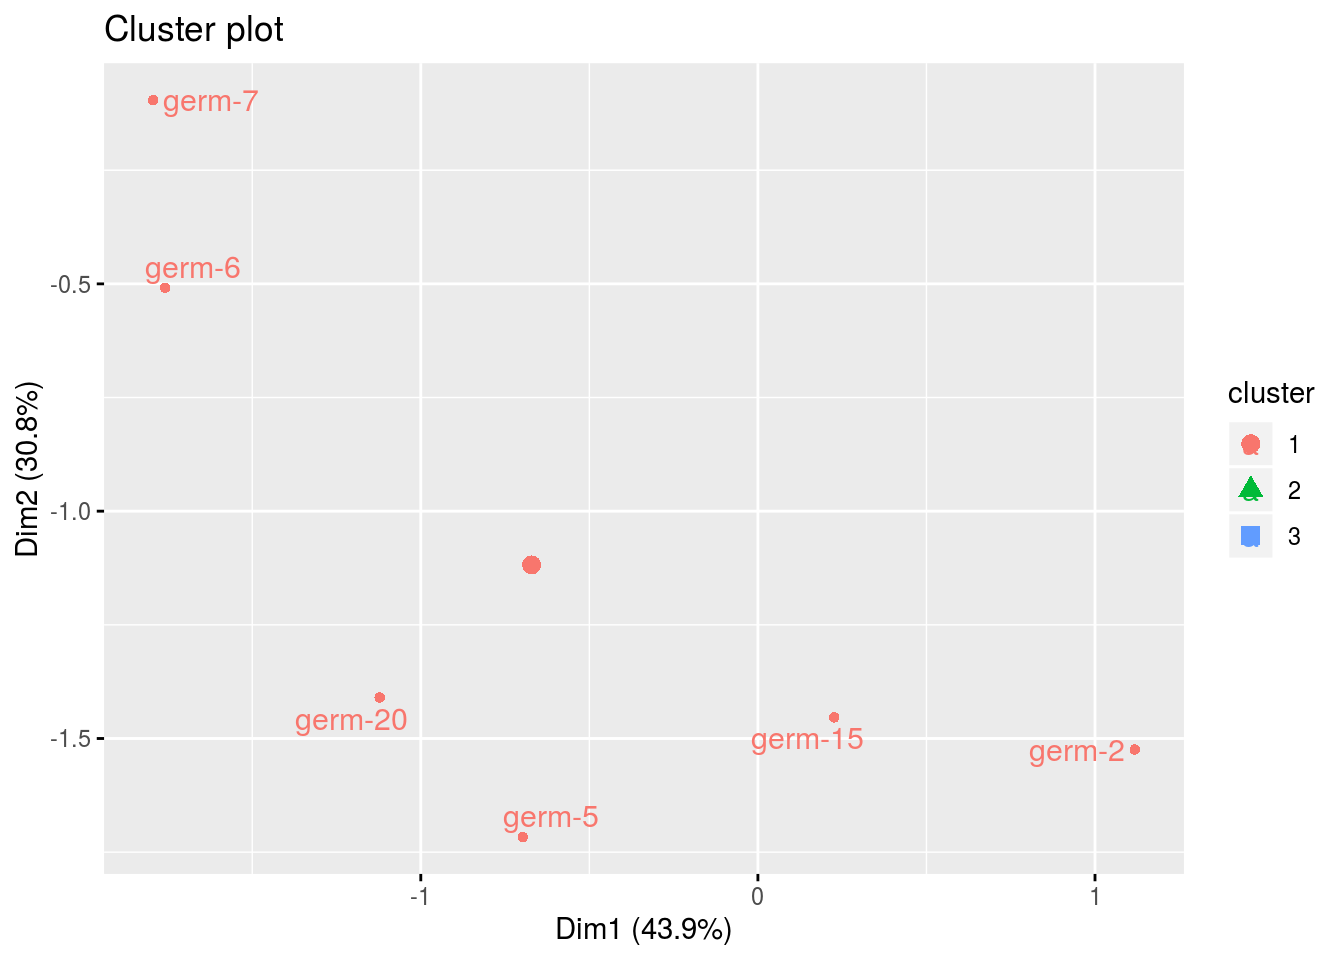 Cluster plot
germ-7
germ-6
germ-20
germ-15
germ-2
germ-5
-0.5
-1.0
-1.5
Dim2 (30.8%)
-1
0
1
Dim1 (43.9%)
cluster
1
2
3